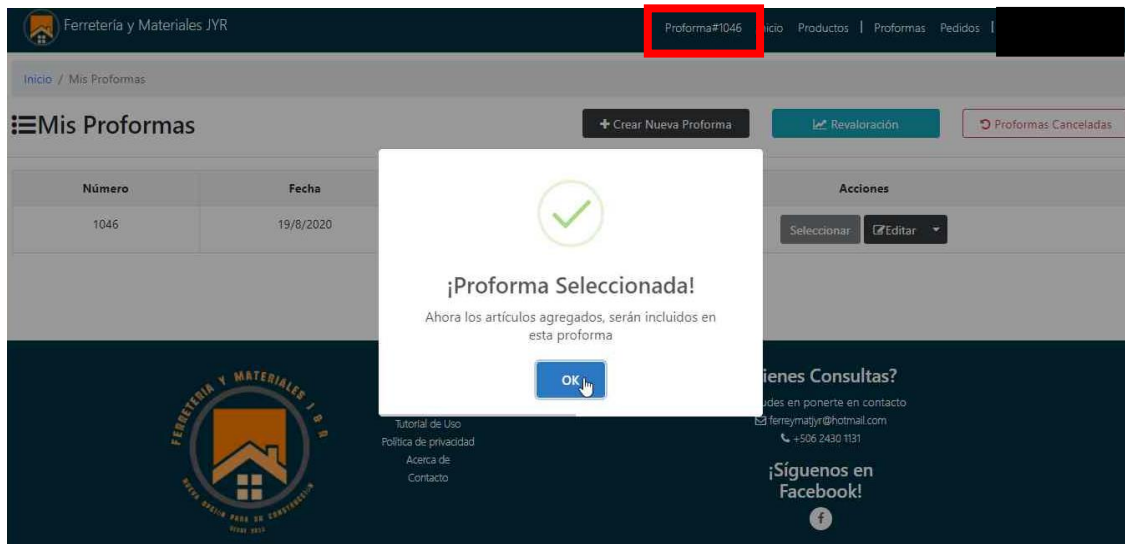 Ferretería y Materiales JYR
Proforma#1046 nicio Productos | Proformas Pedidos |
Inicio / Mis Proformas
Mis Proformas
Crear Nueva Proforma
Revaloración
Proformas Canceladas
Número Fecha Acciones
1046 19/8/2020 Seleccionar Editar
¡Proforma Seleccionada!
Ahora los artículos agregados, serán incluidos en
esta proforma
OK
FERRETERIA Y MATERIALES J Y R
DESDE 2013
Tutorial de Uso
Política de privacidad
Acerca de
Contacto
ienes Consultas?
udes en ponerte en contacto
ferreymatjyr@hotmail.com
+506 2430 1131
¡Síguenos en
Facebook!